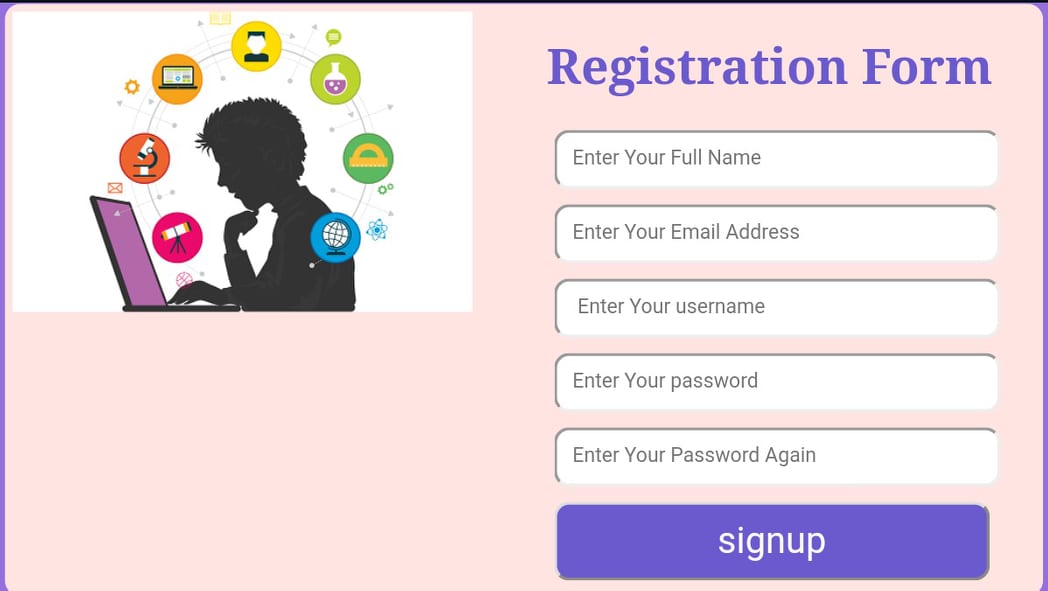 Registration Form
Enter Your Full Name
Enter Your Email Address
Enter Your username
Enter Your password
Enter Your Password Again
signup